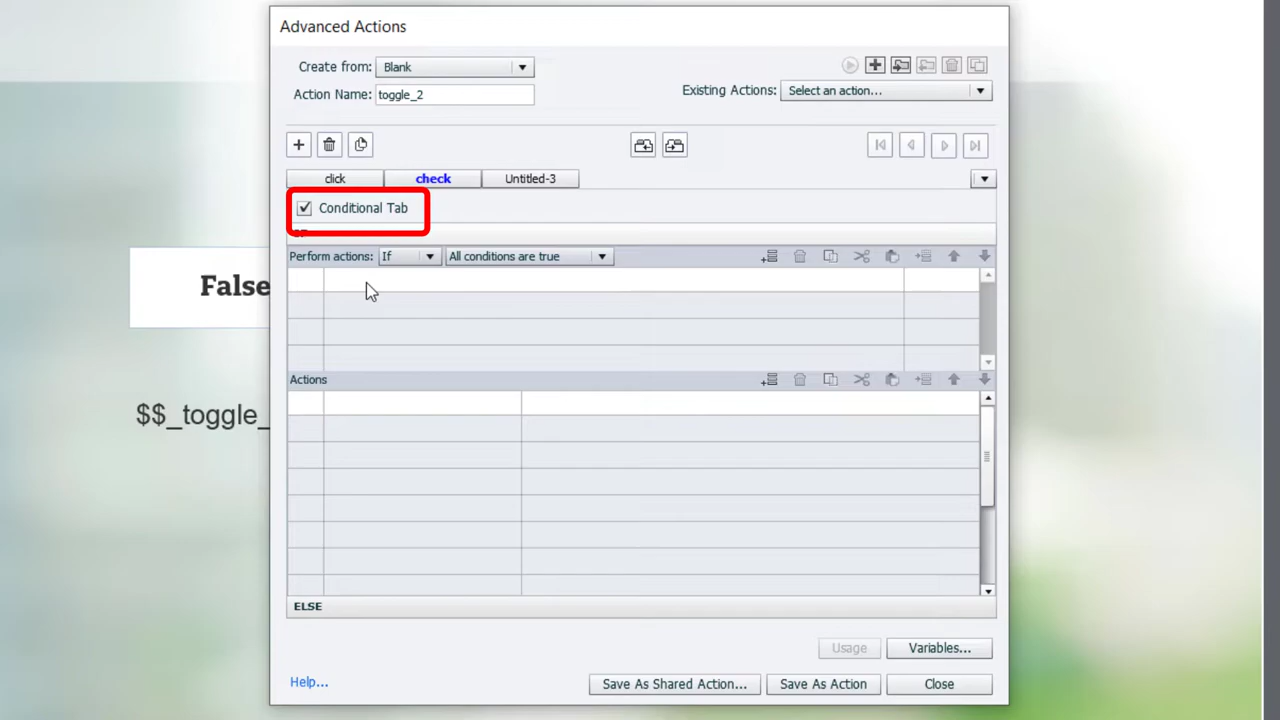 Advanced Actions
Create from: Blank
Action Name: toggle_2
Existing Actions: Select an action...
click check Untitled-3
Conditional Tab
Perform actions: If All conditions are true
False
Actions
$$_toggle_
ELSE
Usage Variables...
Help... Save As Shared Action... Save As Action Close